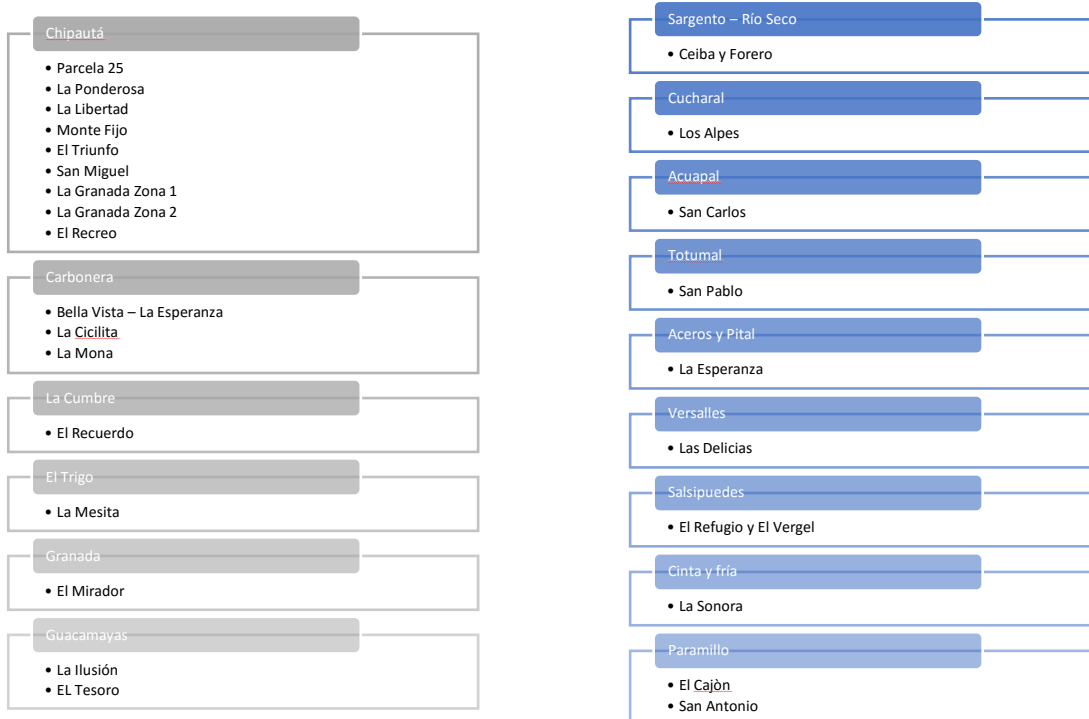 Chipautá
• Parcela 25
• La Ponderosa
• La Libertad
• Monte Fijo
• El Triunfo
• San Miguel
• La Granada Zona 1
• La Granada Zona 2
• El Recreo
Carbonera
• Bella Vista – La Esperanza
• La Cicilita
• La Mona
La Cumbre
• El Recuerdo
El Trigo
• La Mesita
Granada
• El Mirador
Guacamayas
• La Ilusión
• EL Tesoro
Sargento – Río Seco
• Ceiba y Forero
Cucharal
• Los Alpes
Acuapal
• San Carlos
Totumal
• San Pablo
Aceros y Pital
• La Esperanza
Versalles
• Las Delicias
Salsipuedes
• El Refugio y El Vergel
Cinta y fría
• La Sonora
Paramillo
• El Cajòn
• San Antonio